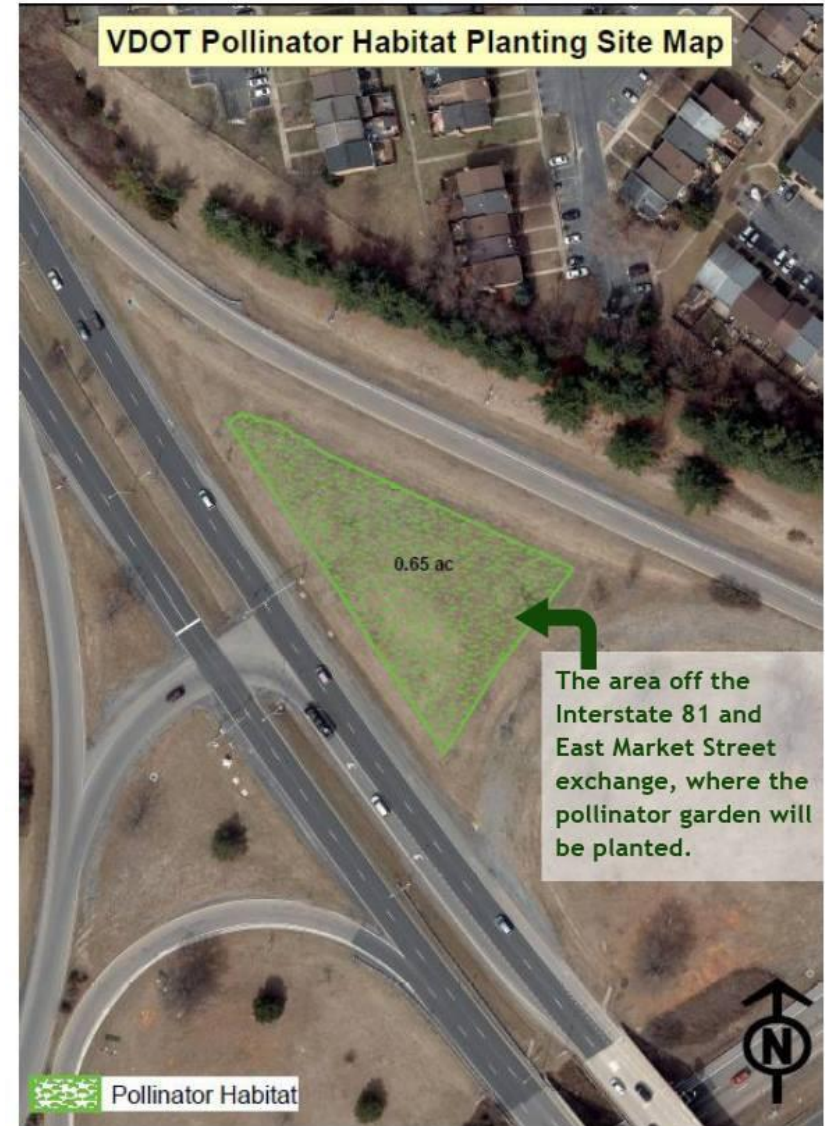 VDOT Pollinator Habitat Planting Site Map
0.65 ac
The area off the
Interstate 81 and
East Market Street
exchange, where the
pollinator garden will
be planted.
N
Pollinator Habitat